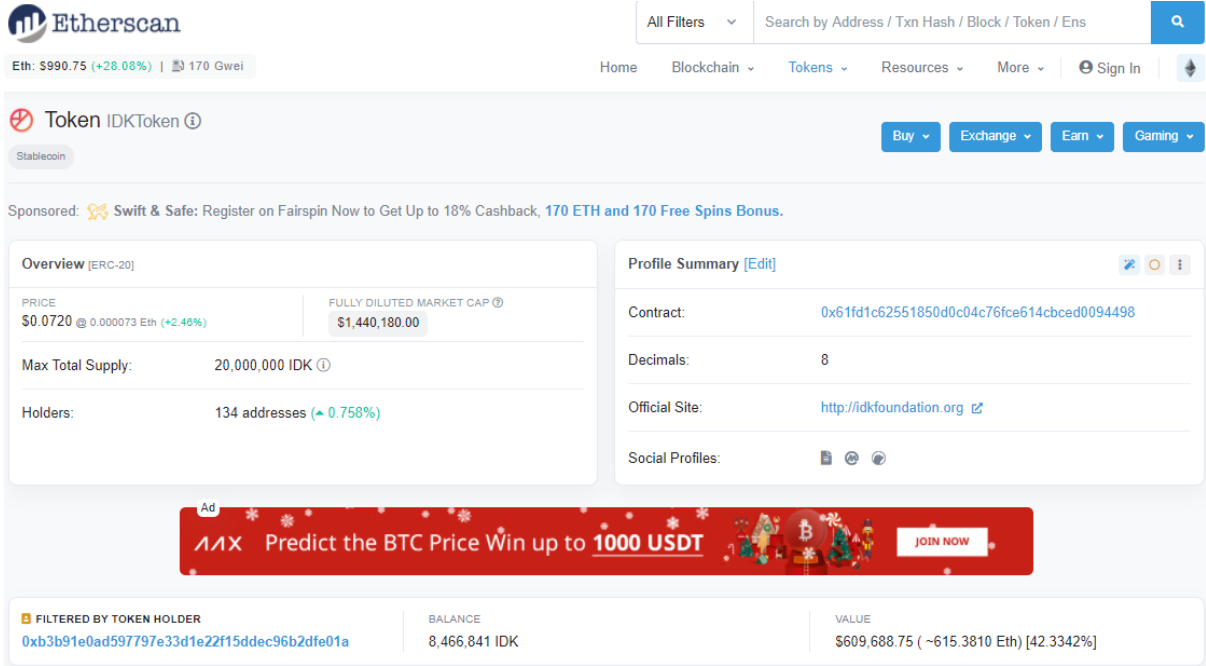 Etherscan
All Filters
Search by Address / Txn Hash / Block / Token / Ens
Eth: $990.75 (+28.08%) | 170 Gwei
Home Blockchain Tokens Resources More Sign In
Token IDKToken
Buy Exchange Earn Gaming
Stablecoin
Sponsored: Swift & Safe: Register on Fairspin Now to Get Up to 18% Cashback, 170 ETH and 170 Free Spins Bonus.
Overview [ERC-20]
PRICE
$0.0720 @ 0.000073 Eth (+2.46%)
FULLY DILUTED MARKET CAP
$1,440,180.00
Max Total Supply: 20,000,000 IDK
Holders: 134 addresses (0.758%)
Profile Summary [Edit]
Contract: 0x61fd1c62551850d0c04c76fce614cbced0094498
Decimals: 8
Official Site: http://idkfoundation.org
Social Profiles:
Ad
AAX Predict the BTC Price Win up to 1000 USDT JOIN NOW
FILTERED BY TOKEN HOLDER
0xb3b91e0ad597797e33d1e22f15ddec96b2dfe01a
BALANCE
8,466,841 IDK
VALUE
$609,688.75 ( ~615.3810 Eth) [42.3342%]